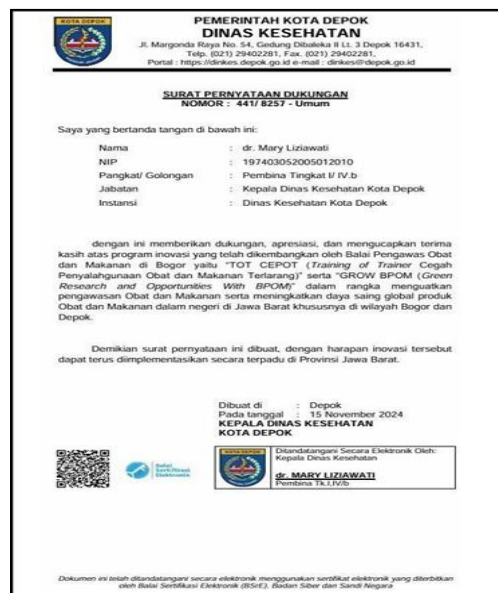 KOTA DEPOK
PEMERINTAH KOTA DEPOK
DINAS KESEHATAN
Jl. Margonda Raya No. 54, Gedung Dibaleka II Lt. 3 Depok 16431,
Telp. (021) 29402281, Fax. (021) 29402281,
Portal : https://dinkes.depok.go.id e-mail : dinkes@depok.go.id
SURAT PERNYATAAN DUKUNGAN
NOMOR : 441/ 8257 - Umum
Saya yang bertanda tangan di bawah ini:
Nama : dr. Mary Liziawati
NIP : 197403052005012010
Pangkat/ Golongan : Pembina Tingkat I/ IV.b
Jabatan : Kepala Dinas Kesehatan Kota Depok
Instansi : Dinas Kesehatan Kota Depok
dengan ini memberikan dukungan, apresiasi, dan mengucapkan terima
kasih atas program inovasi yang telah dikembangkan oleh Balai Pengawas Obat
dan Makanan di Bogor yaitu "TOT CEPOT (Training of Trainer Cegah
Penyalahgunaan Obat dan Makanan Terlarang)" serta "GROW BPOM (Green
Research and Opportunities With BPOM)" dalam rangka menguatkan
pengawasan Obat dan Makanan serta meningkatkan daya saing global produk
Obat dan Makanan dalam negeri di Jawa Barat khususnya di wilayah Bogor dan
Depok.
Demikian surat pernyataan ini dibuat, dengan harapan inovasi tersebut
dapat terus diimplementasikan secara terpadu di Provinsi Jawa Barat.
Dibuat di : Depok
Pada tanggal : 15 November 2024
KEPALA DINAS KESEHATAN
KOTA DEPOK
Balai
Sertifikasi
Elektronik
KOTA DEPOK
Ditandatangani Secara Elektronik Oleh:
Kepala Dinas Kesehatan
dr. MARY LIZIAWATI
Pembina Tk.I,IV/b
Dokumen ini telah ditandatangani secara elektronik menggunakan sertifikat elektronik yang diterbitkan
oleh Balai Sertifikasi Elektronik (BSrE), Badan Siber dan Sandi Negara